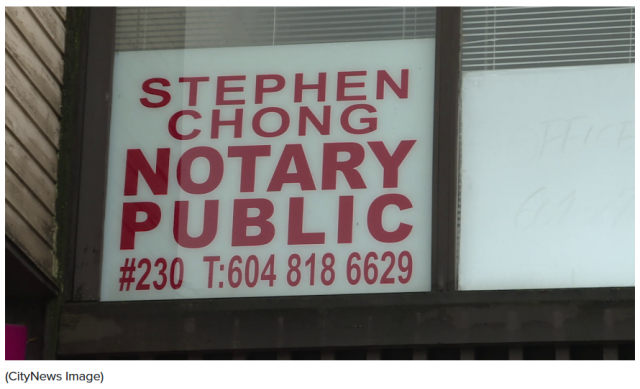 STEPHEN
CHONG
NOTARY
PUBLIC
#230 T:604 818 6629
(CityNews Image)